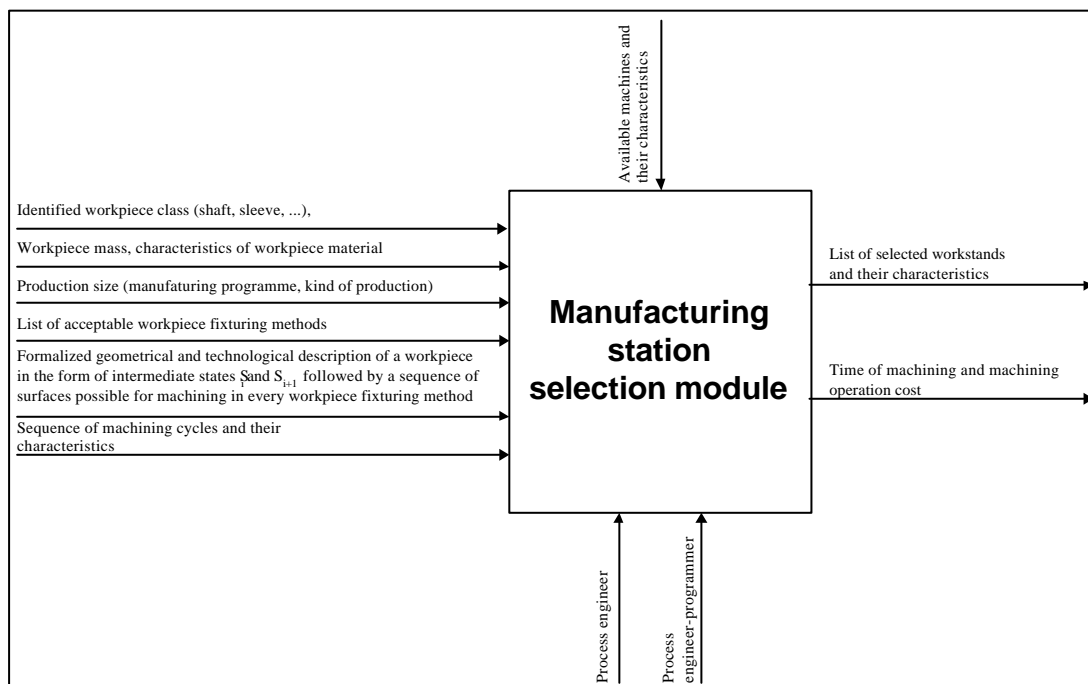 Available machines and
their characteristics
Identified workpiece class (shaft, sleeve, ...),
Workpiece mass, characteristics of workpiece material
Production size (manufaturing programme, kind of production)
List of acceptable workpiece fixturing methods
Formalized geometrical and technological description of a workpiece
in the form of intermediate states Si and Si+1 followed by a sequence of
surfaces possible for machining in every workpiece fixturing method
Sequence of machining cycles and their
characteristics
Manufacturing
station
selection module
List of selected workstands
and their characteristics
Time of machining and machining
operation cost
Process engineer
Process
engineer-programmer